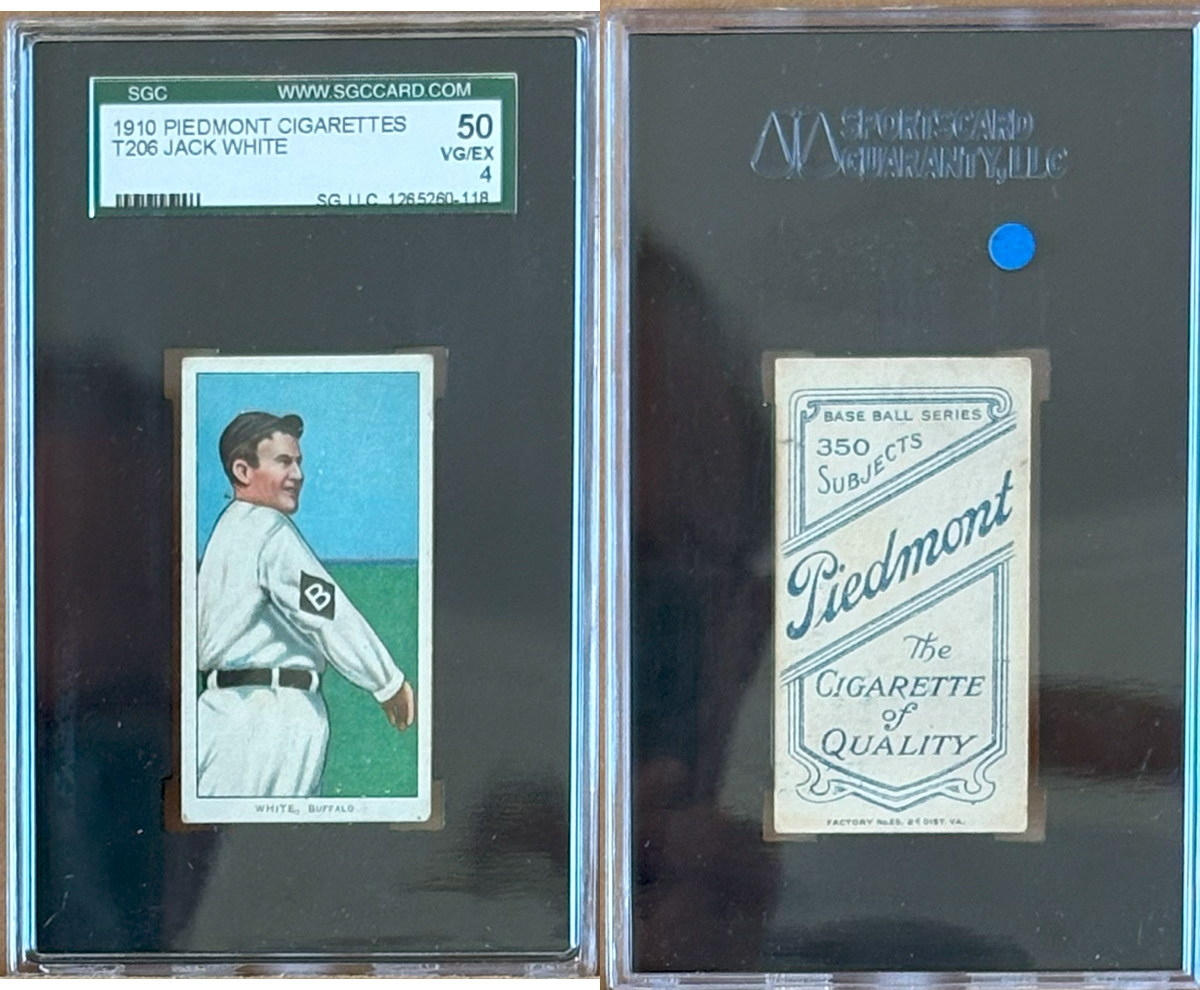 SGC WWW.SGCCARD.COM
1910 PIEDMONT CIGARETTES 50
T206 JACK WHITE VG/EX
4
SG LLC 1265260-118
B
WHITE, BUFFALO
SPORTSCARD
GUARANTY, LLC
BASE BALL SERIES
350
SUBJECTS
Piedmont
The
CIGARETTE
of
QUALITY
FACTORY No. 25, 2d DIST. VA.